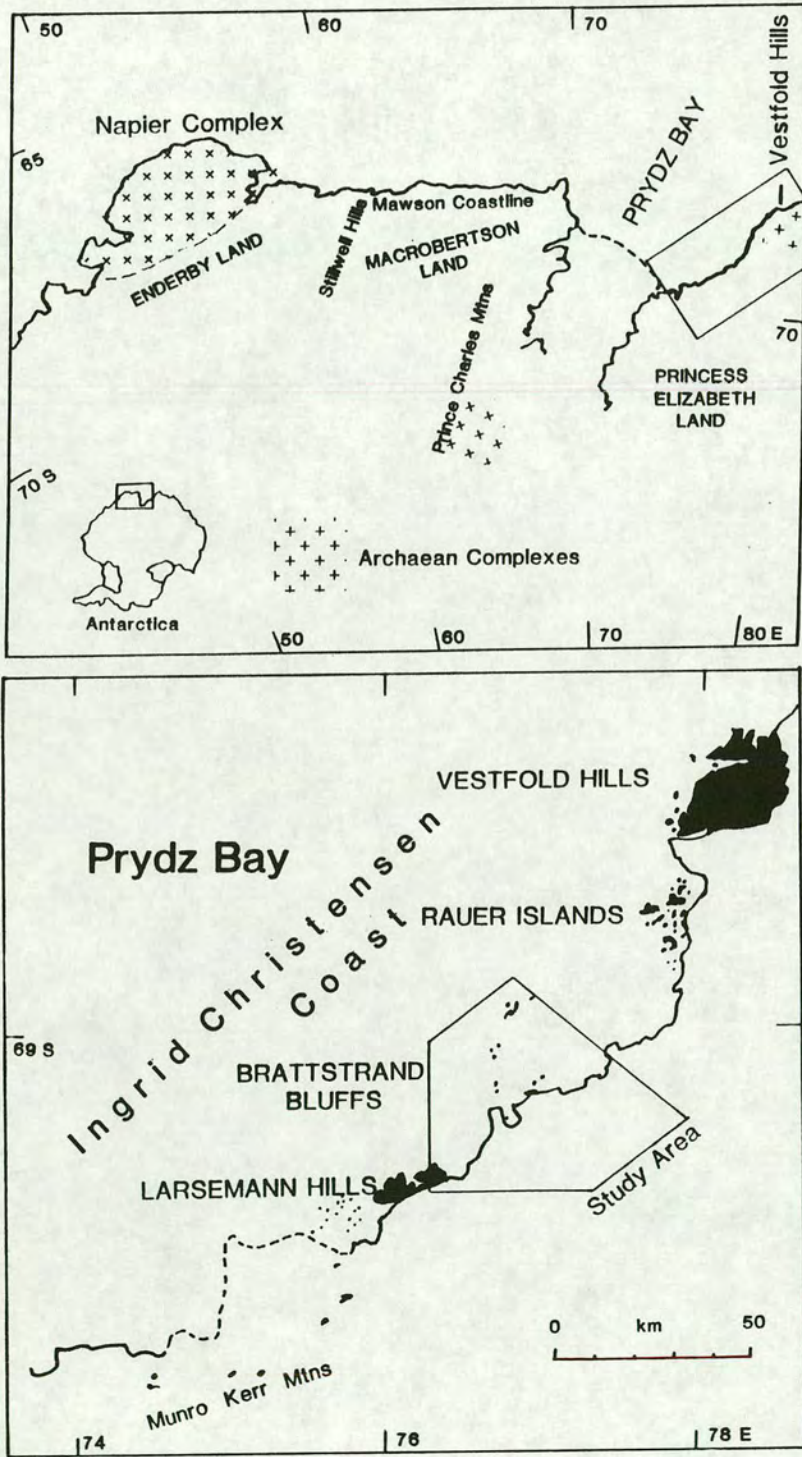 50
60
70
Vestfold Hills
Napier Complex
PRYDZ BAY
65
Mawson Coastline
Stillwell Hills
MACROBERTSON
LAND
ENDERBY LAND
70
Prince Charles Mtns
PRINCESS
ELIZABETH
LAND
70 S
Archaean Complexes
Antarctica
50
60
70
80 E
VESTFOLD HILLS
Prydz Bay
Ingrid Christensen
Coast
RAUER ISLANDS
69 S
BRATTSTRAND
BLUFFS
Study Area
LARSEMANN HILLS
0 km 50
Munro Kerr Mtns
74
76
78 E